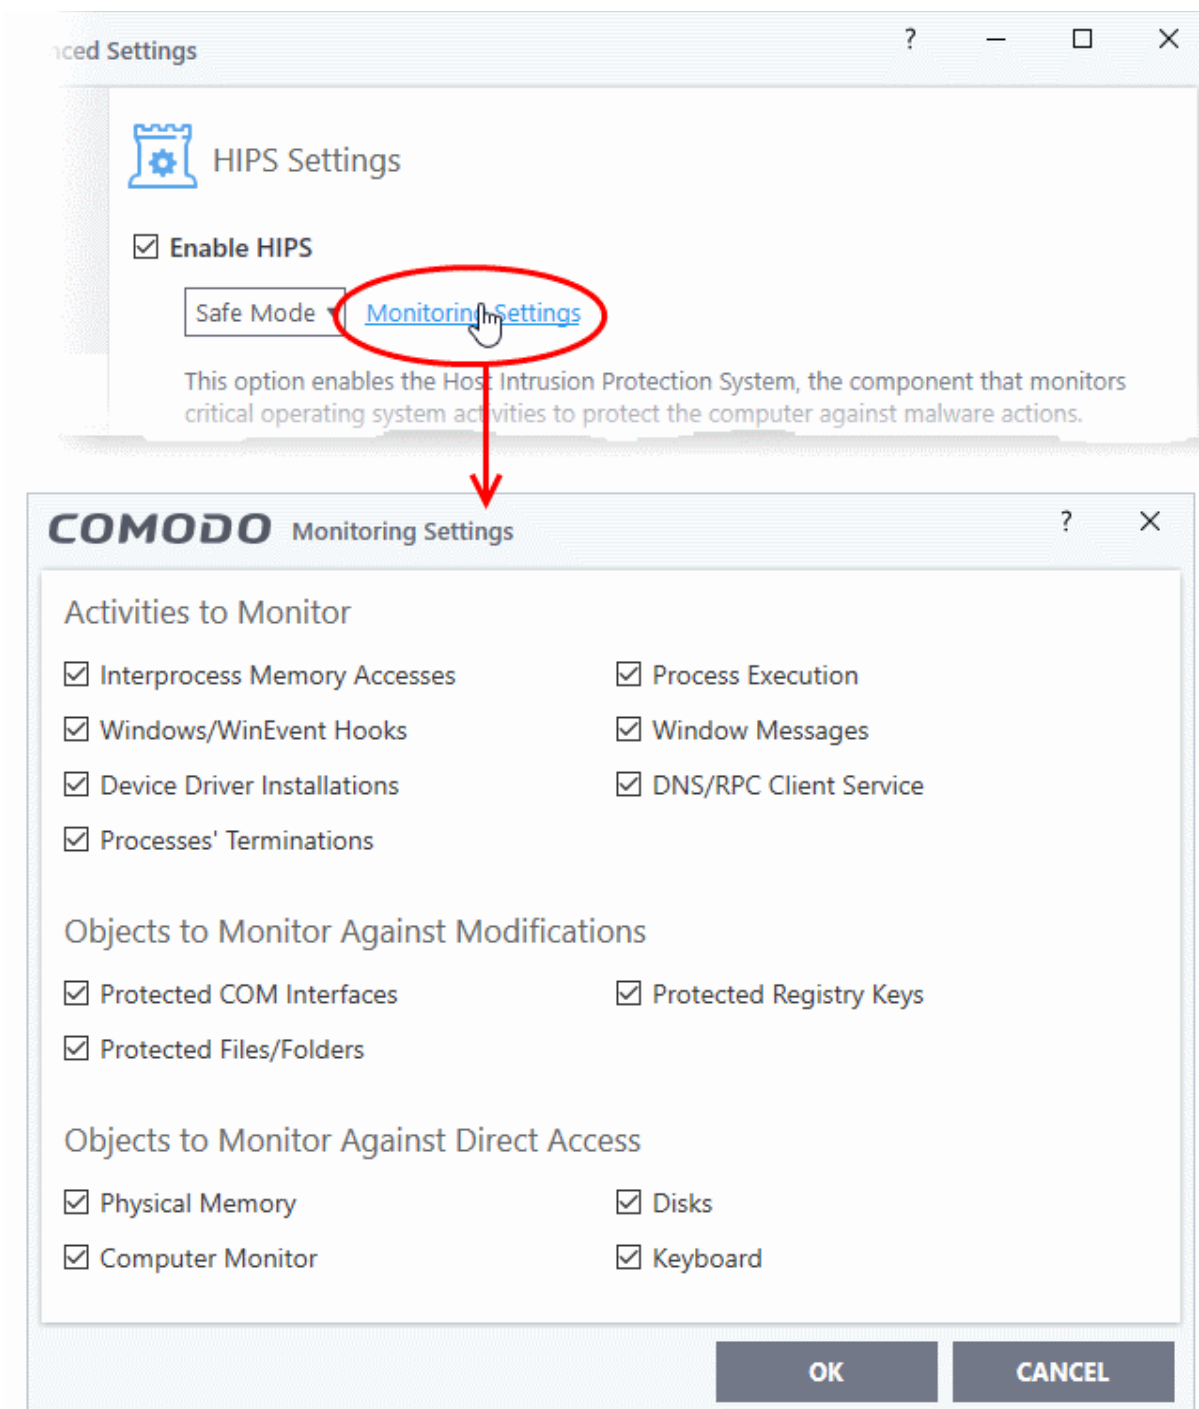 nced Settings
?
HIPS Settings
Enable HIPS
Safe Mode Monitoring Settings
This option enables the Host Intrusion Protection System, the component that monitors
critical operating system activities to protect the computer against malware actions.
COMODO Monitoring Settings ?
Activities to Monitor
Interprocess Memory Accesses Process Execution
Windows/WinEvent Hooks Window Messages
Device Driver Installations DNS/RPC Client Service
Processes' Terminations
Objects to Monitor Against Modifications
Protected COM Interfaces Protected Registry Keys
Protected Files/Folders
Objects to Monitor Against Direct Access
Physical Memory Disks
Computer Monitor Keyboard
OK CANCEL